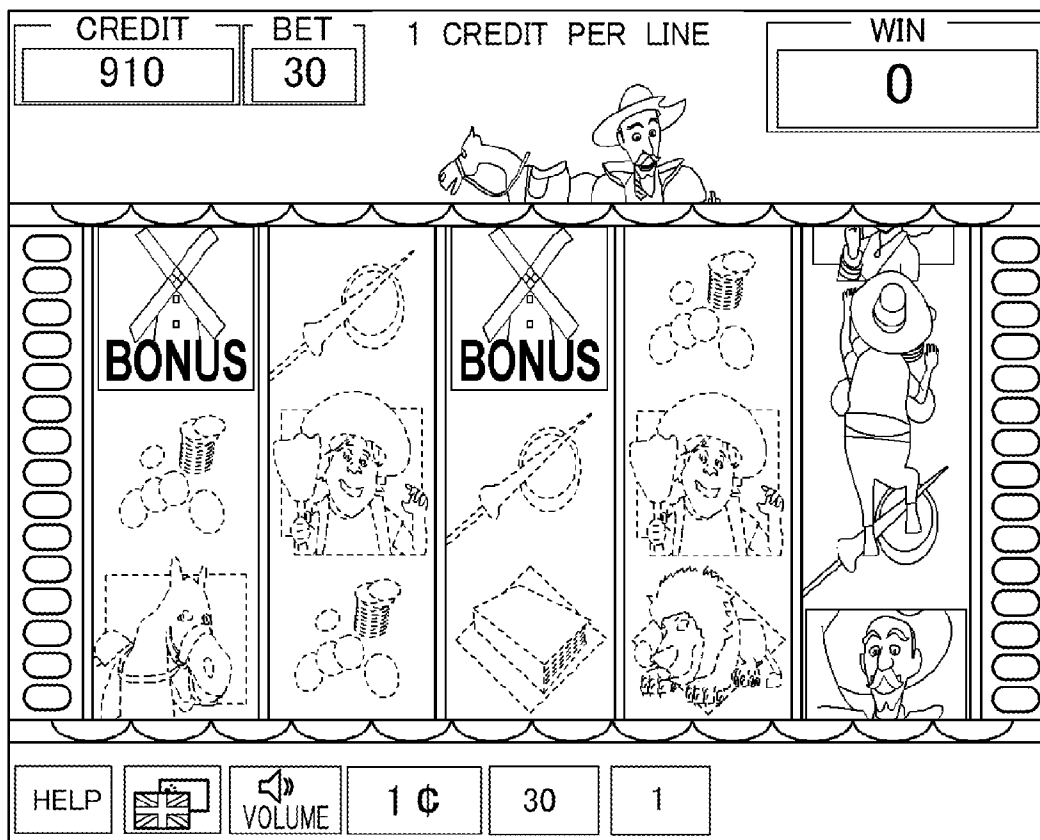 CREDIT
910
BET
30
1 CREDIT PER LINE
WIN
0
BONUS
BONUS
HELP
VOLUME
1 ¢
30
1